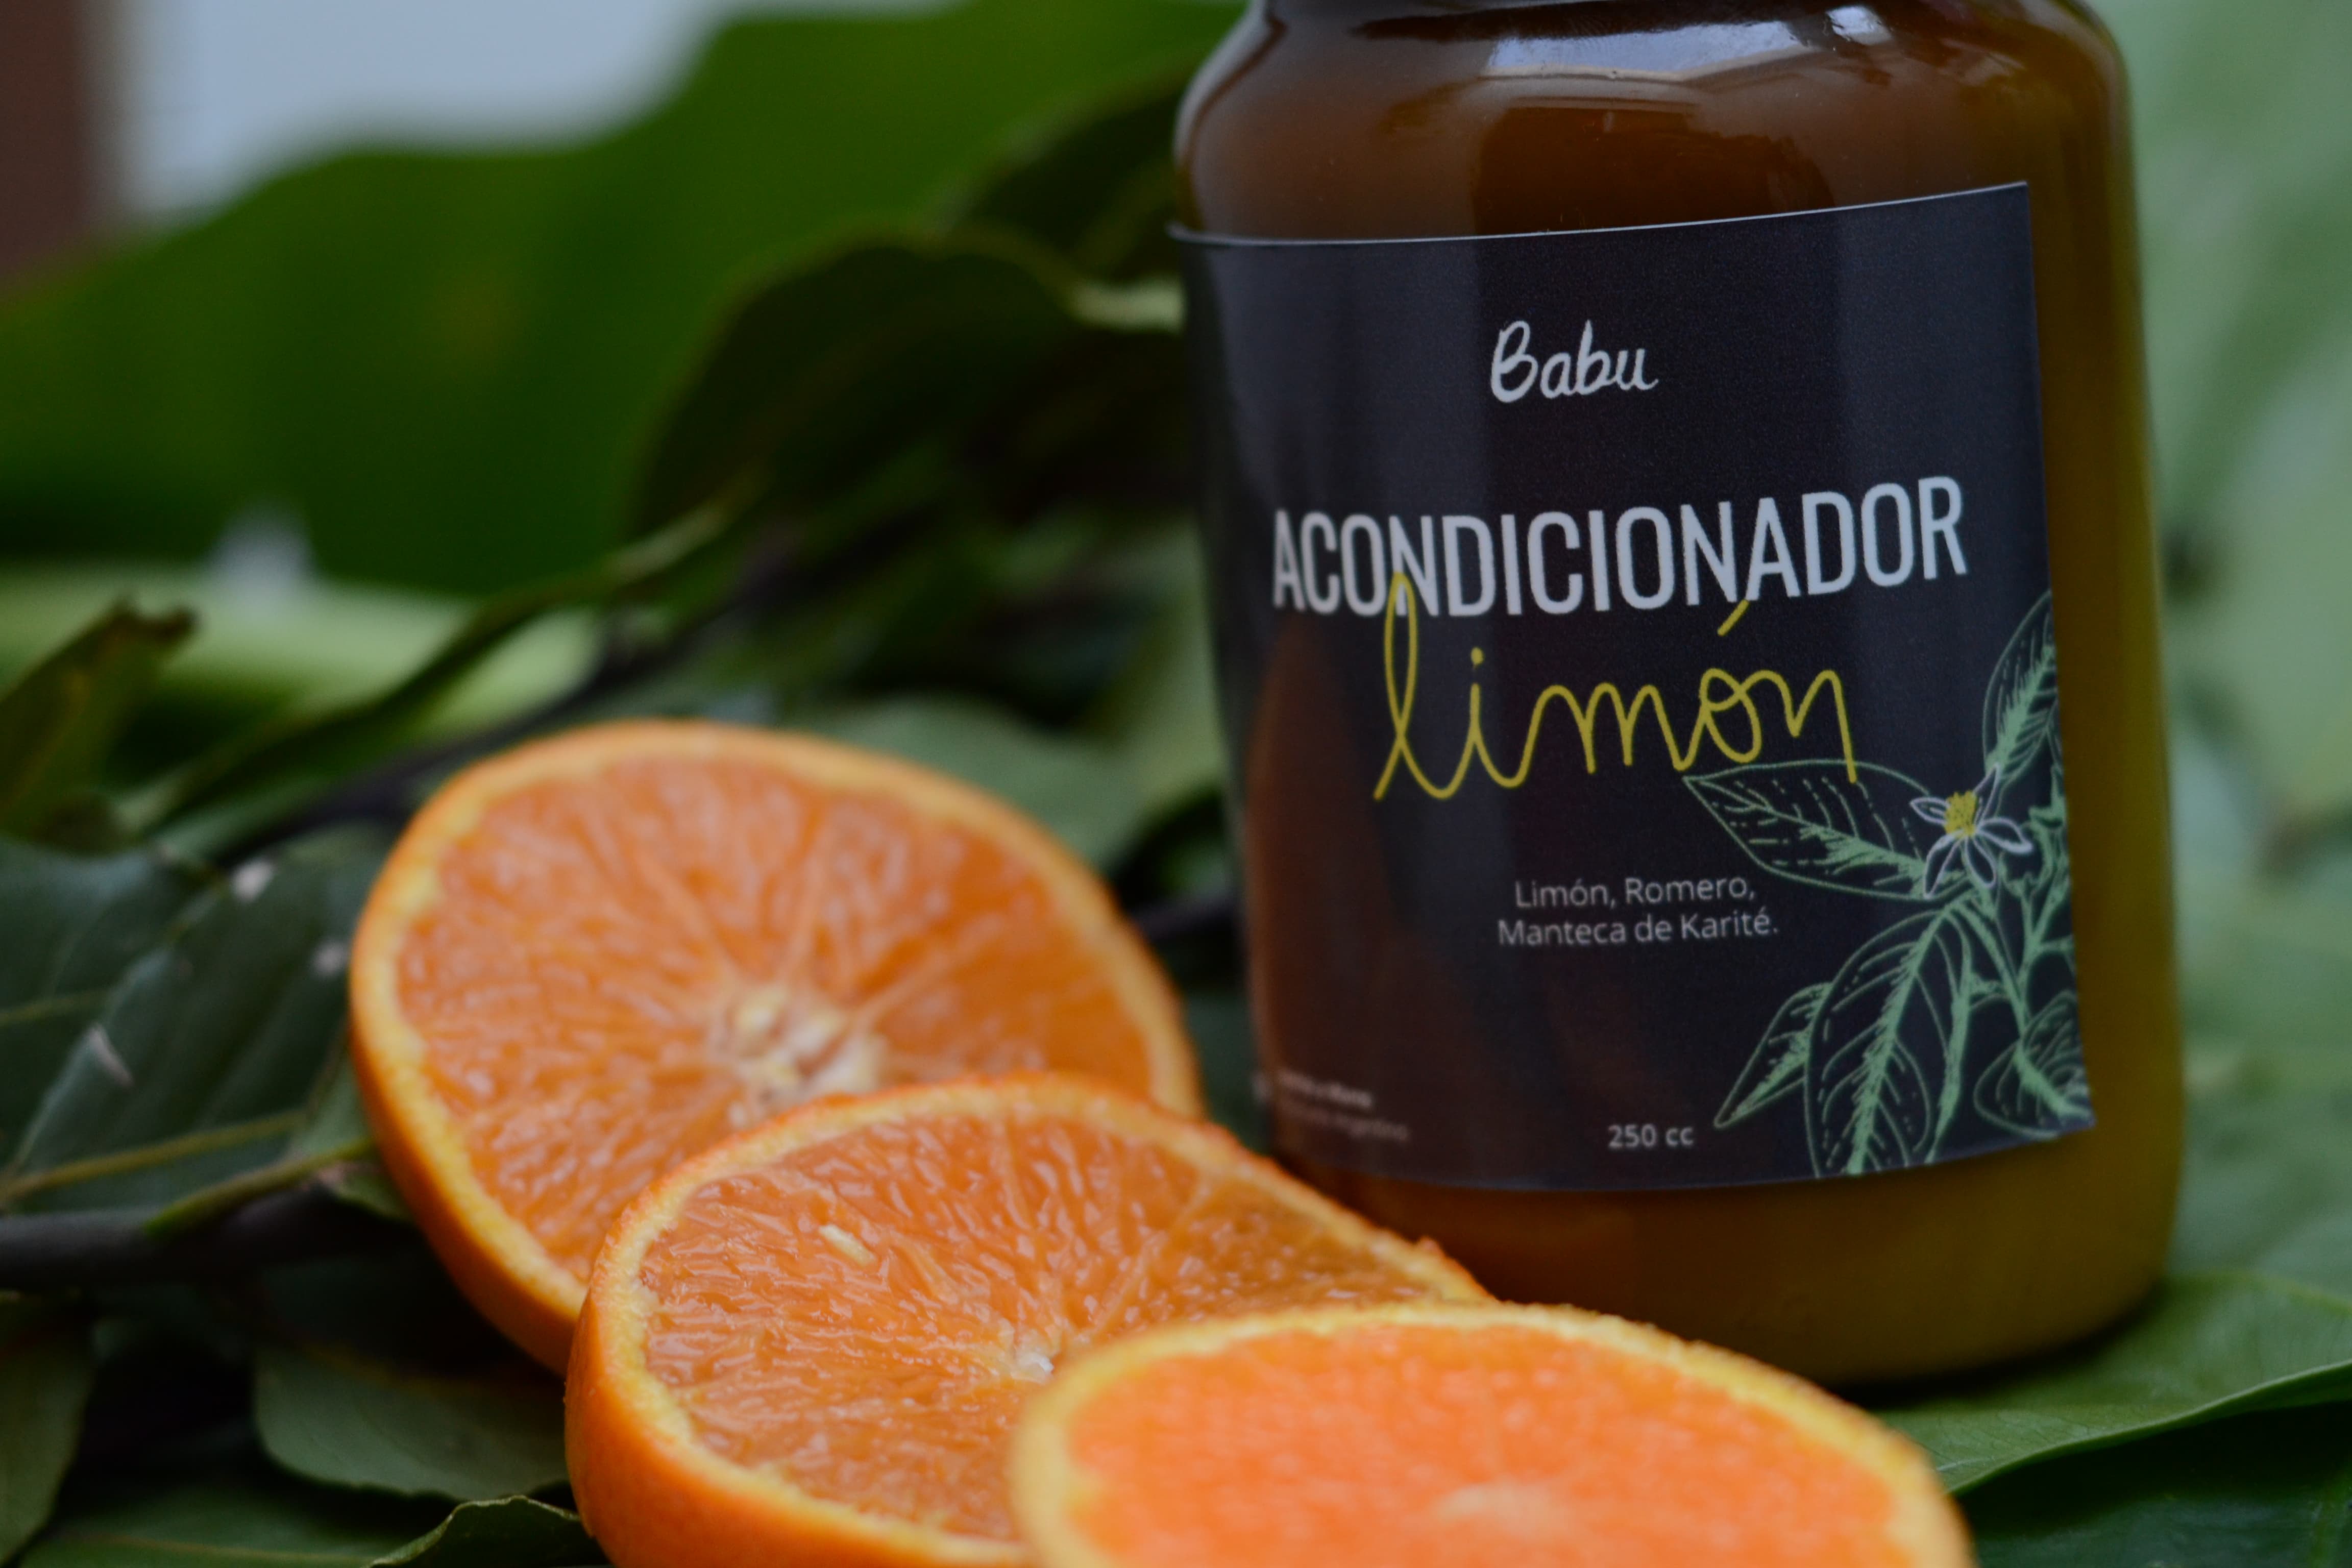 Babu
ACONDICIONADOR
limón
Limón, Romero,
Manteca de Karité.
250 cc